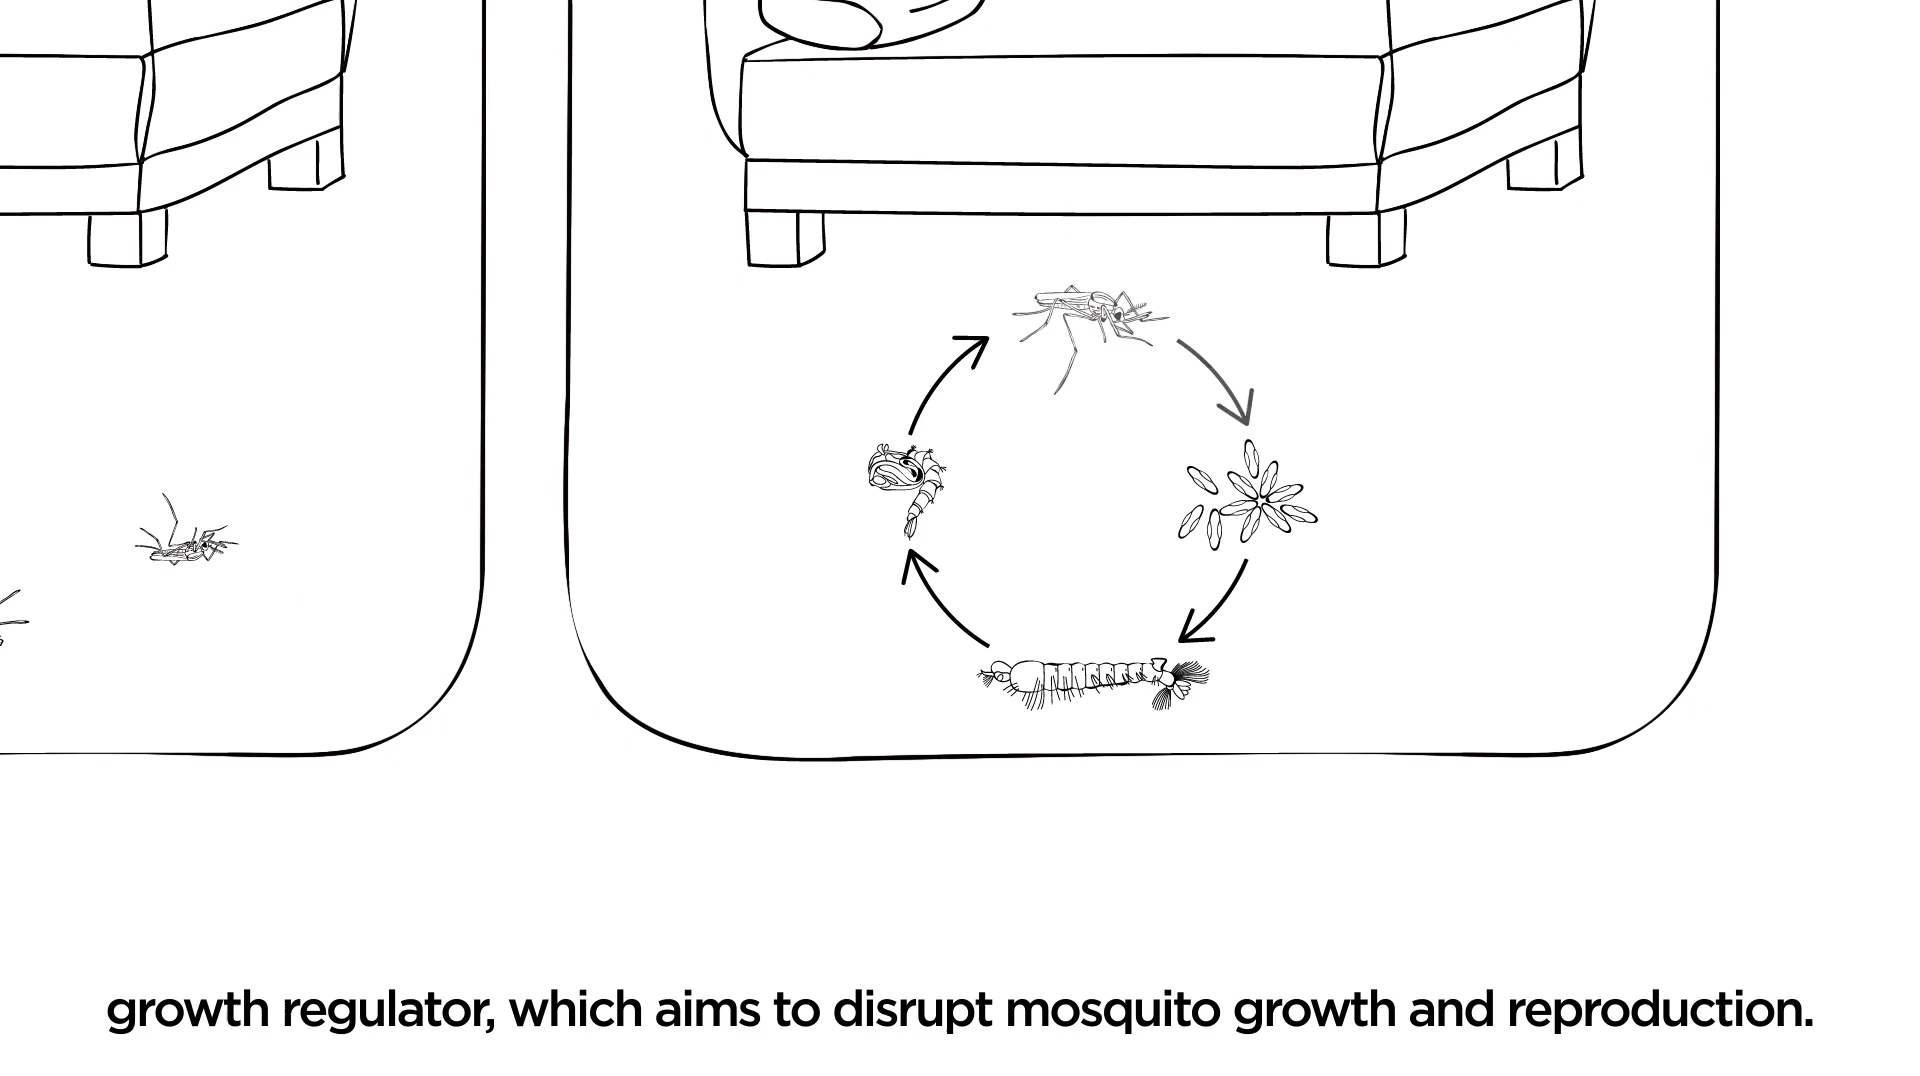 growth regulator, which aims to disrupt mosquito growth and reproduction.